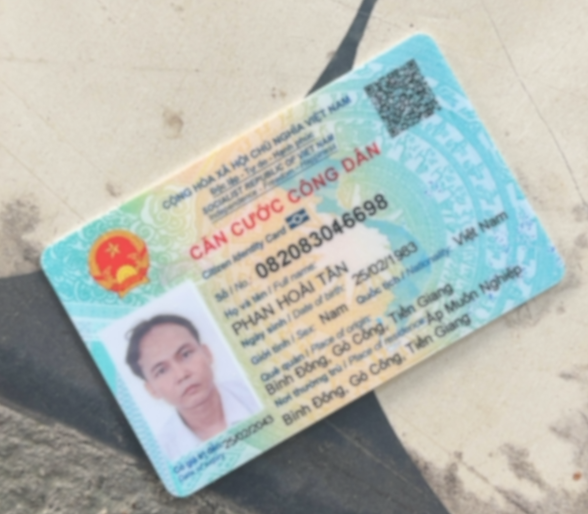 CỘNG HÒA XÃ HỘI CHỦ NGHĨA VIỆT NAM
Độc lập - Tự do - Hạnh phúc
SOCIALIST REPUBLIC OF VIET NAM
CĂN CƯỚC CÔNG DÂN
Citizen Identity Card
Số / No.: 082083046698
Họ và tên / Full name:
PHAN HOÀI TÂN
Ngày sinh / Date of birth: 25/02/1983
Giới tính / Sex: Nam Quốc tịch / Nationality: Việt Nam
Quê quán / Place of origin:
Bình Đông, Gò Công, Tiền Giang
Nơi thường trú / Place of residence: Ấp Muôn Nghiệp
Bình Đông, Gò Công, Tiền Giang
Có giá trị đến: 25/02/2043
Date of expiry